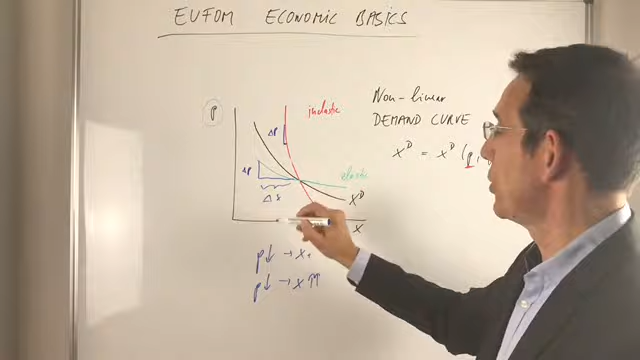 EUFOM ECONOMIC BASICS
p
inelastic
Non-linear
DEMAND CURVE
Δp
x^D = x^D (p,
Δp
elastic
Δx
x^D
x
p↓ → x↑
p↓ → x↑↑